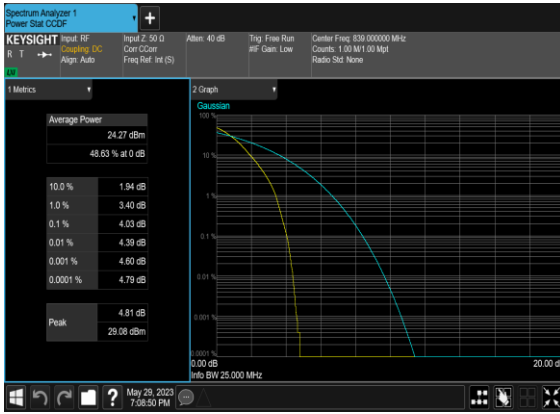 Spectrum Analyzer 1
Power Stat CCDF
+
KEYSIGHT
R T
LV
Input: RF
Coupling: DC
Align: Auto
Input Z: 50 Ω
Corr CCorr
Freq Ref: Int (S)
Atten: 40 dB
Trig: Free Run
#IF Gain: Low
Center Freq: 839.000000 MHz
Counts: 1.00 M/1.00 Mpt
Radio Std: None
1 Metrics
Average Power
24.27 dBm
48.63 % at 0 dB
10.0 % 1.94 dB
1.0 % 3.40 dB
0.1 % 4.03 dB
0.01 % 4.39 dB
0.001 % 4.60 dB
0.0001 % 4.79 dB
Peak
4.81 dB
29.08 dBm
2 Graph
Gaussian
100 %
10 %
1 %
0.1 %
0.01 %
0.001 %
0.0001 %
0.00 dB
20.00 d
Info BW 25.000 MHz
?
May 29, 2023
7:08:50 PM